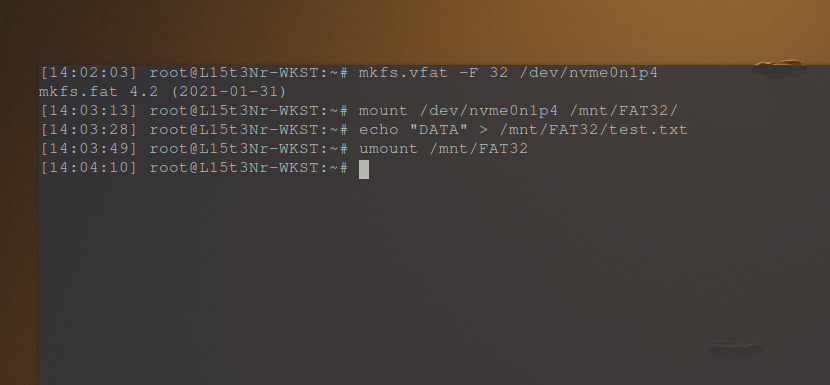 [14:02:03] root@L15t3Nr-WKST:~# mkfs.vfat -F 32 /dev/nvme0n1p4
mkfs.fat 4.2 (2021-01-31)
[14:03:13] root@L15t3Nr-WKST:~# mount /dev/nvme0n1p4 /mnt/FAT32/
[14:03:28] root@L15t3Nr-WKST:~# echo "DATA" > /mnt/FAT32/test.txt
[14:03:49] root@L15t3Nr-WKST:~# umount /mnt/FAT32
[14:04:10] root@L15t3Nr-WKST:~#